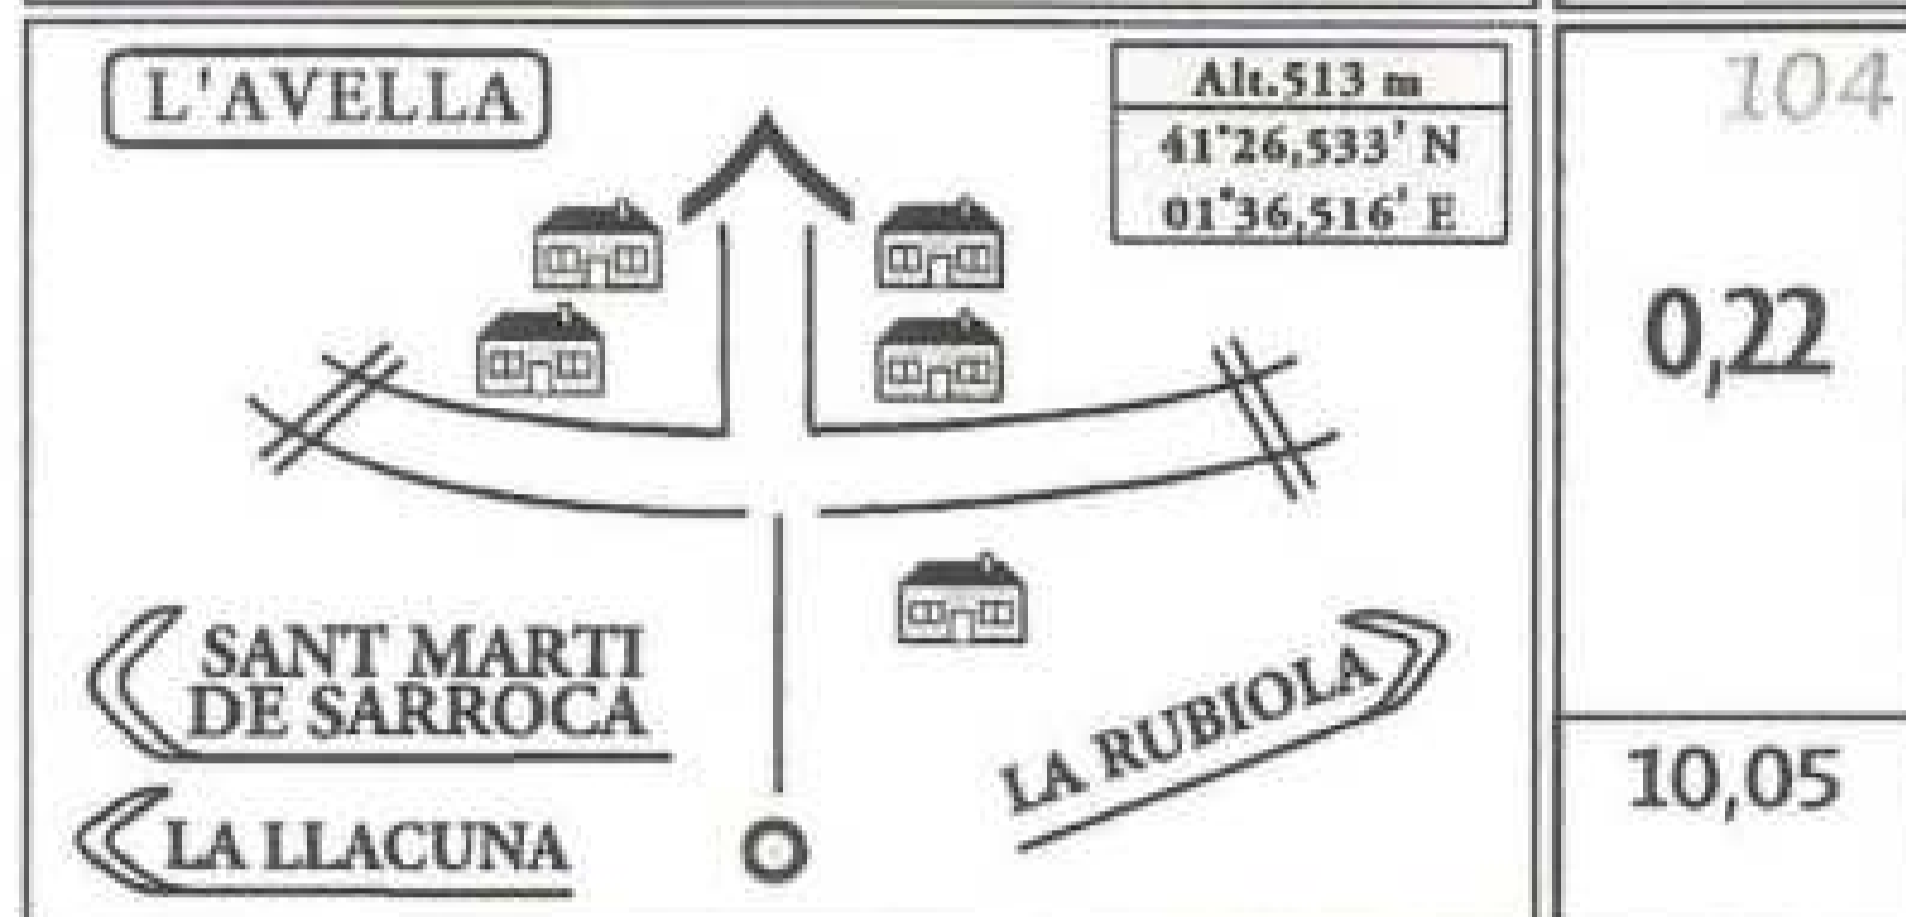 L'AVELLA
Alt.513 m
41°26,533' N
01°36,516' E
104
0,22
SANT MARTI
DE SARROCA
LA RUBIOLA
LA LLACUNA
10,05